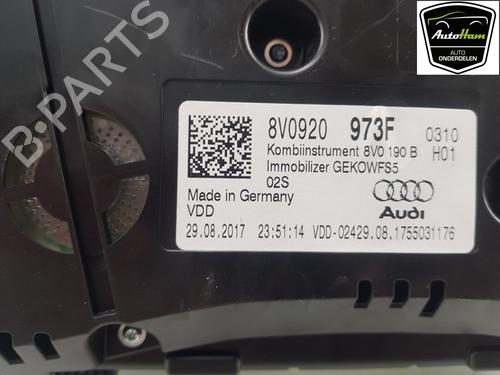 AutoHam
AUTO
ONDERDELEN
B-PARTS
8V0920 973F 0310
Kombiinstrument 8V0 190 B H01
Immobilizer GEKOWFS5
02S
Made in Germany
VDD
Audi
29.08.2017 23:51:14 VDD-02429.08.1755031176